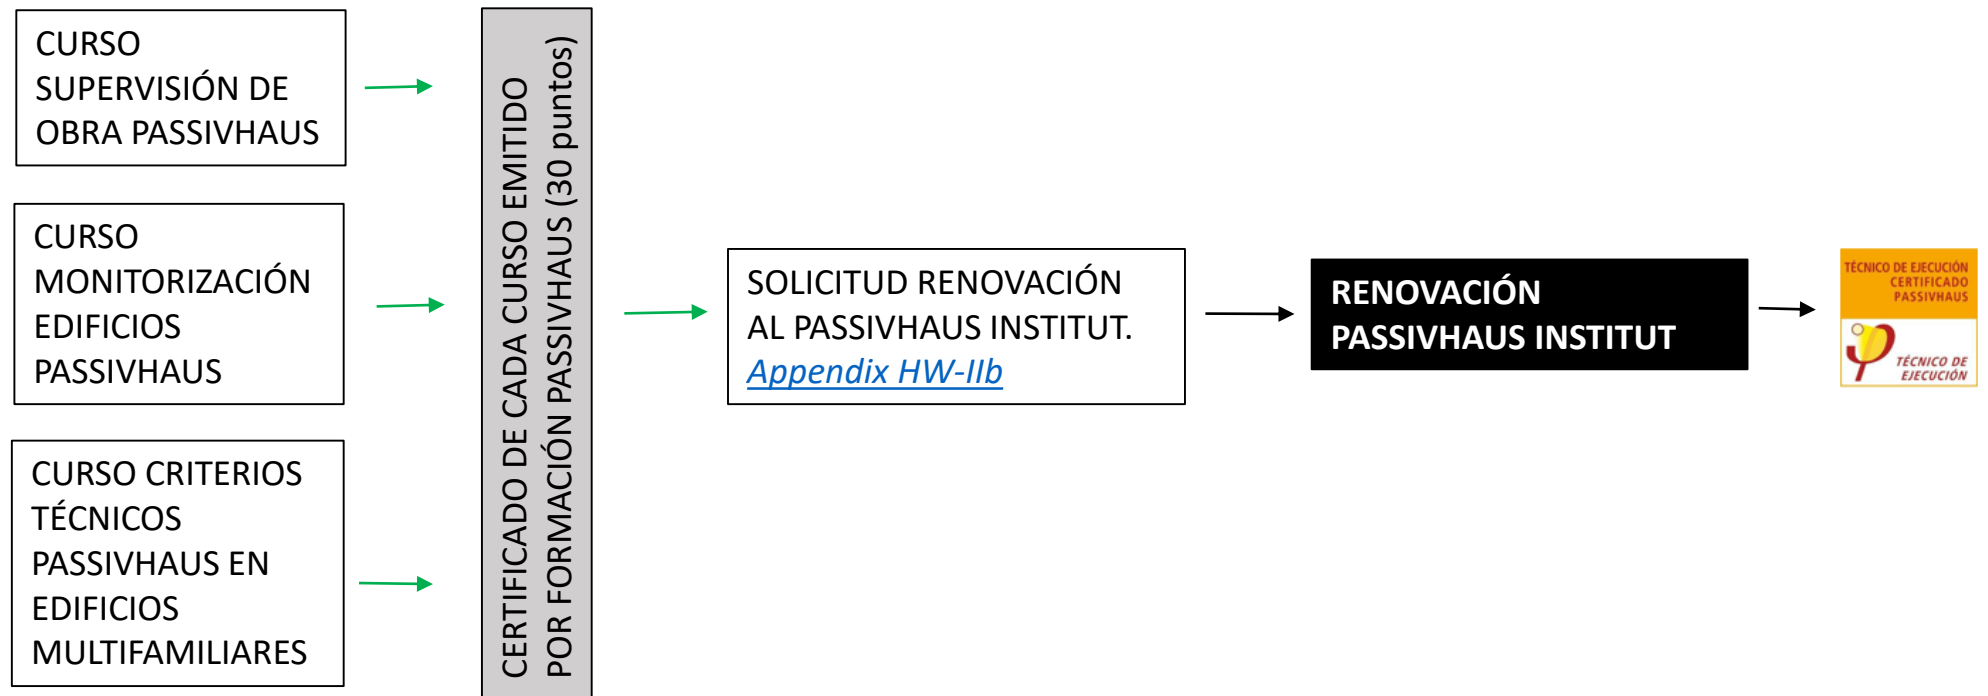 CURSO
SUPERVISIÓN DE
OBRA PASSIVHAUS
CURSO
MONITORIZACIÓN
EDIFICIOS
PASSIVHAUS
CURSO CRITERIOS
TÉCNICOS
PASSIVHAUS EN
EDIFICIOS
MULTIFAMILIARES
CERTIFICADO DE CADA CURSO EMITIDO
POR FORMACIÓN PASSIVHAUS (30 puntos)
SOLICITUD RENOVACIÓN
AL PASSIVHAUS INSTITUT.
Appendix HW-IIb
RENOVACIÓN
PASSIVHAUS INSTITUT
TÉCNICO DE EJECUCIÓN
CERTIFICADO
PASSIVHAUS
TÉCNICO DE
EJECUCIÓN